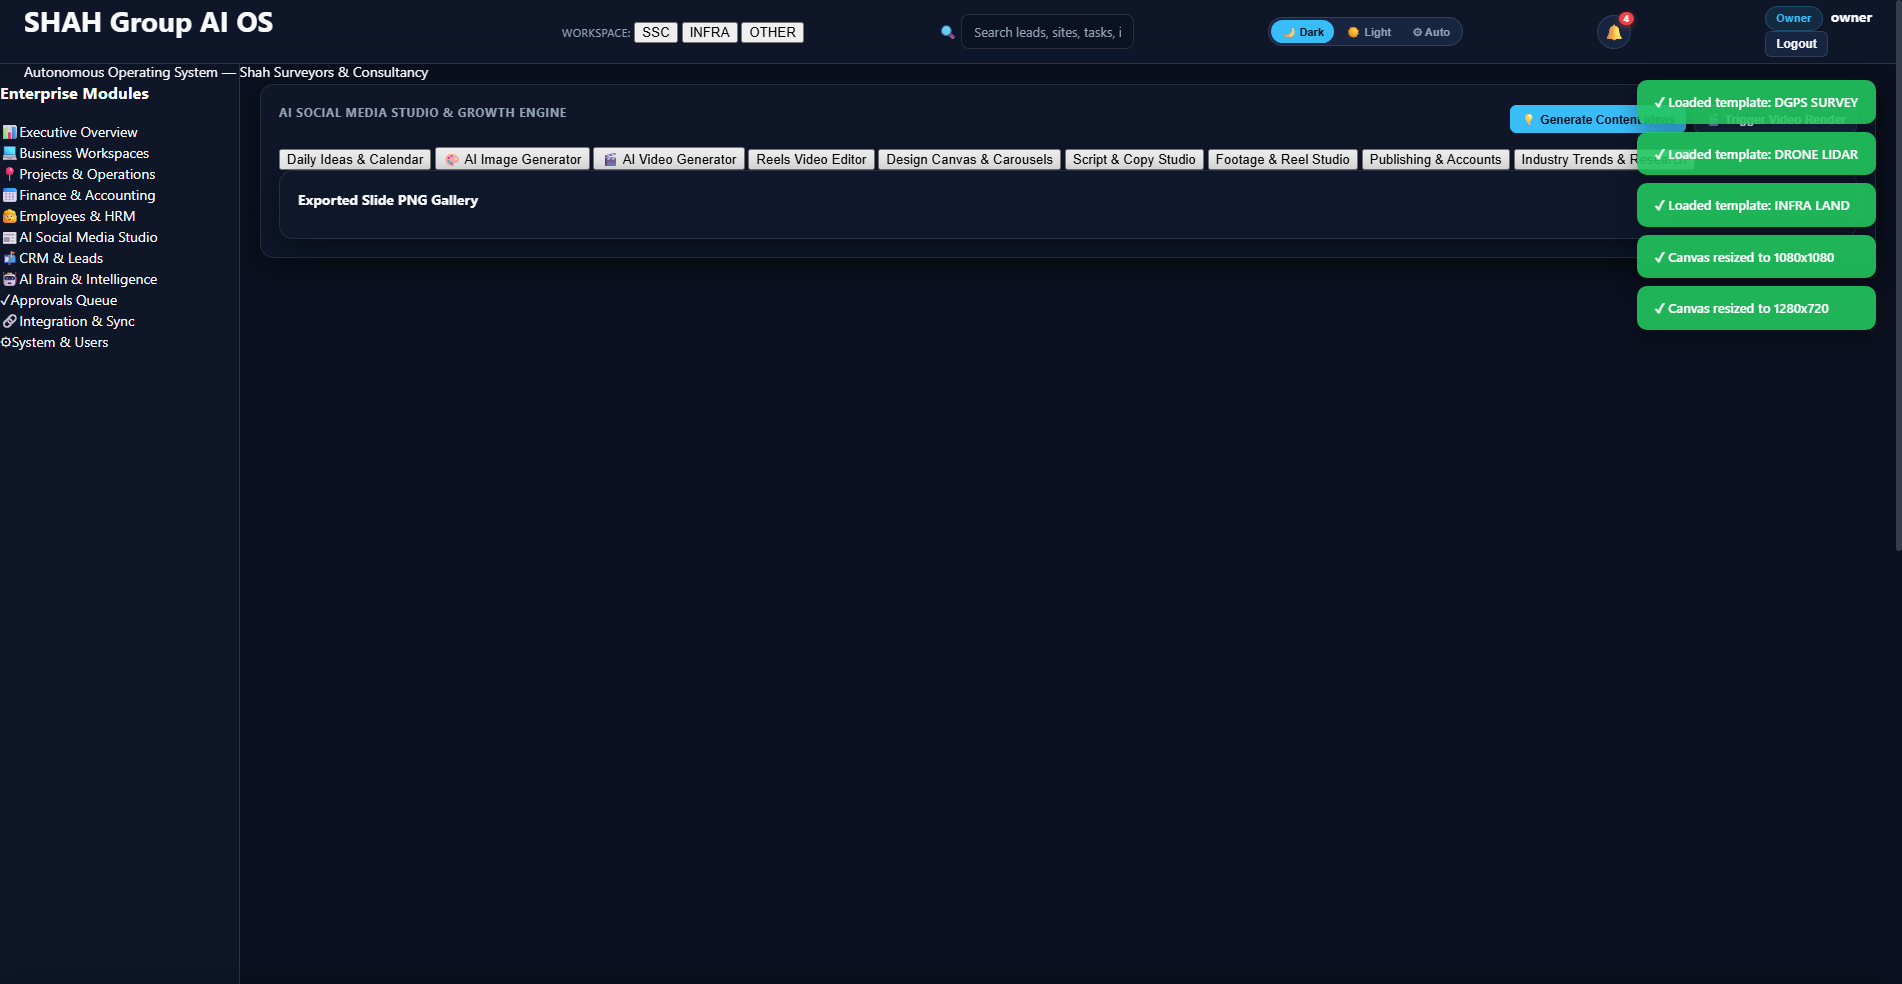 SHAH Group AI OS
WORKSPACE: SSC INFRA OTHER
Search leads, sites, tasks, i
Dark Light Auto
4
Owner owner
Logout
Autonomous Operating System — Shah Surveyors & Consultancy
Enterprise Modules
Executive Overview
Business Workspaces
Projects & Operations
Finance & Accounting
Employees & HRM
AI Social Media Studio
CRM & Leads
AI Brain & Intelligence
Approvals Queue
Integration & Sync
System & Users
AI SOCIAL MEDIA STUDIO & GROWTH ENGINE
Generate Content Ideas Trigger Video Render
Daily Ideas & Calendar AI Image Generator AI Video Generator Reels Video Editor Design Canvas & Carousels Script & Copy Studio Footage & Reel Studio Publishing & Accounts Industry Trends & Research
Exported Slide PNG Gallery
✓ Loaded template: DGPS SURVEY
✓ Loaded template: DRONE LIDAR
✓ Loaded template: INFRA LAND
✓ Canvas resized to 1080x1080
✓ Canvas resized to 1280x720